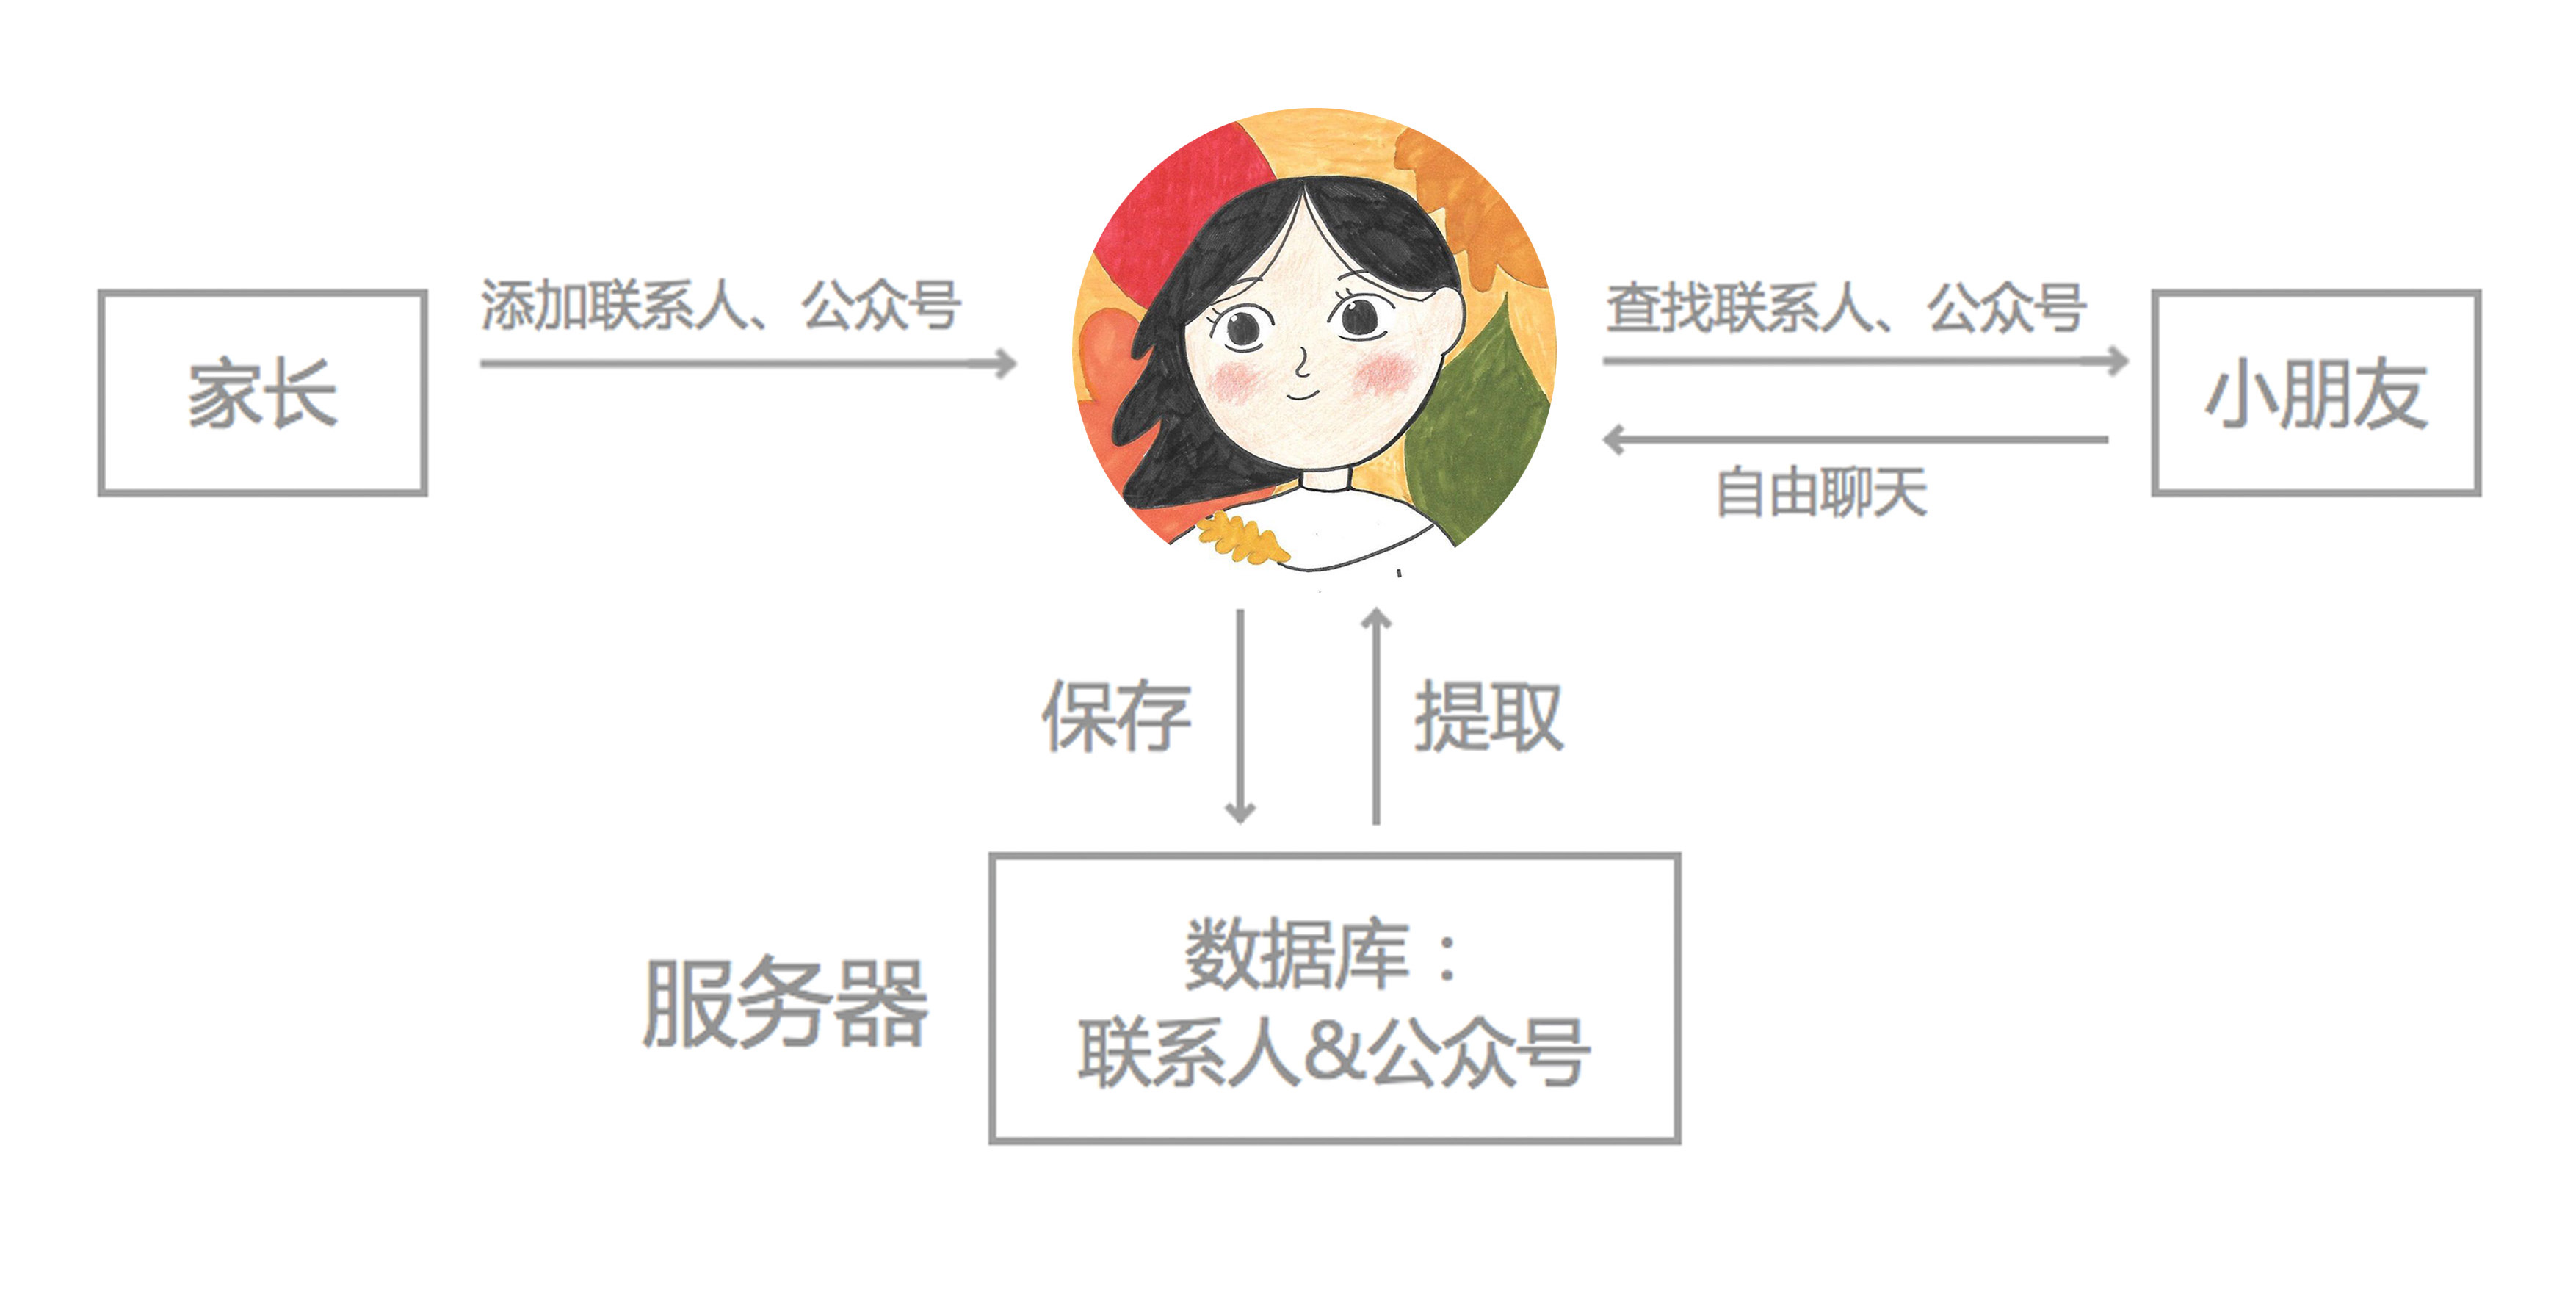 家长
添加联系人、公众号
查找联系人、公众号
小朋友
自由聊天
保存
提取
服务器
数据库：
联系人&公众号